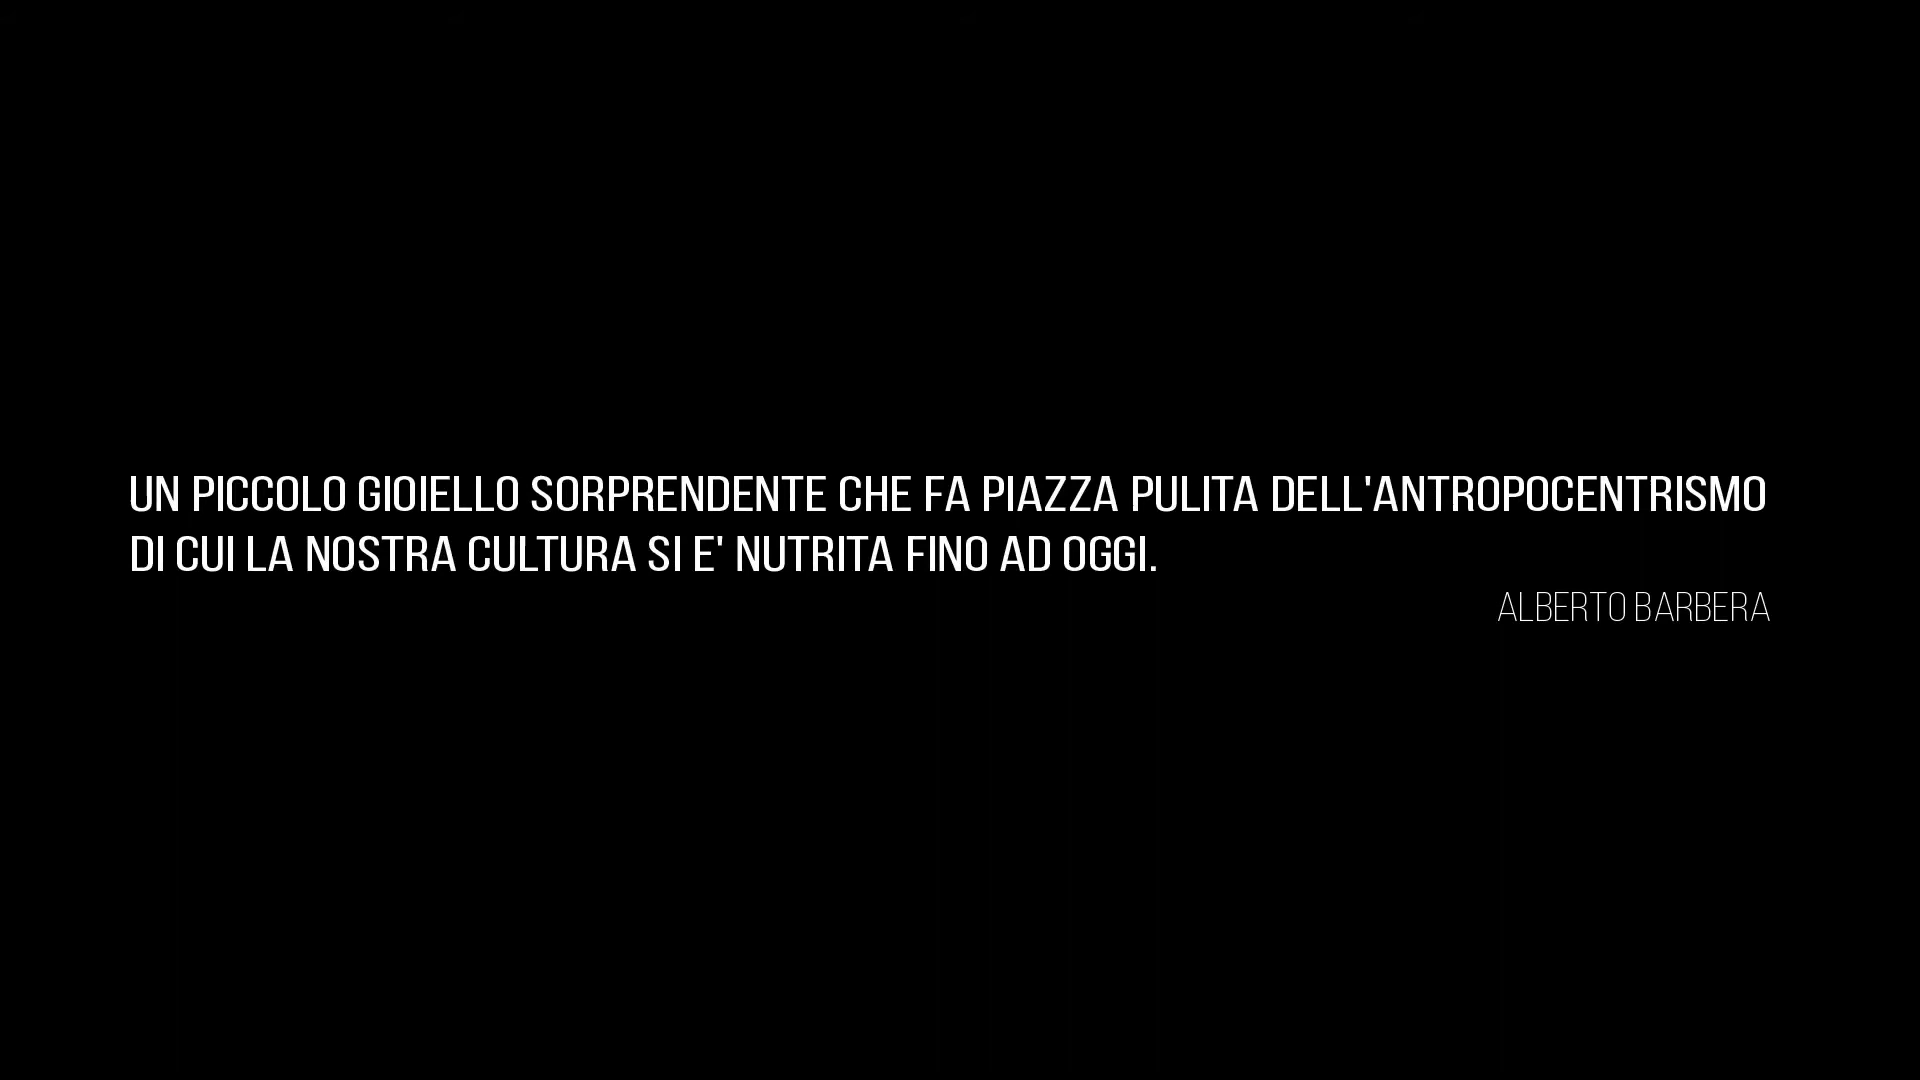 UN PICCOLO GIOIELLO SORPRENDENTE CHE FA PIAZZA PULITA DELL'ANTROPOCENTRISMO
DI CUI LA NOSTRA CULTURA SI E' NUTRITA FINO AD OGGI.
ALBERTO BARBERA